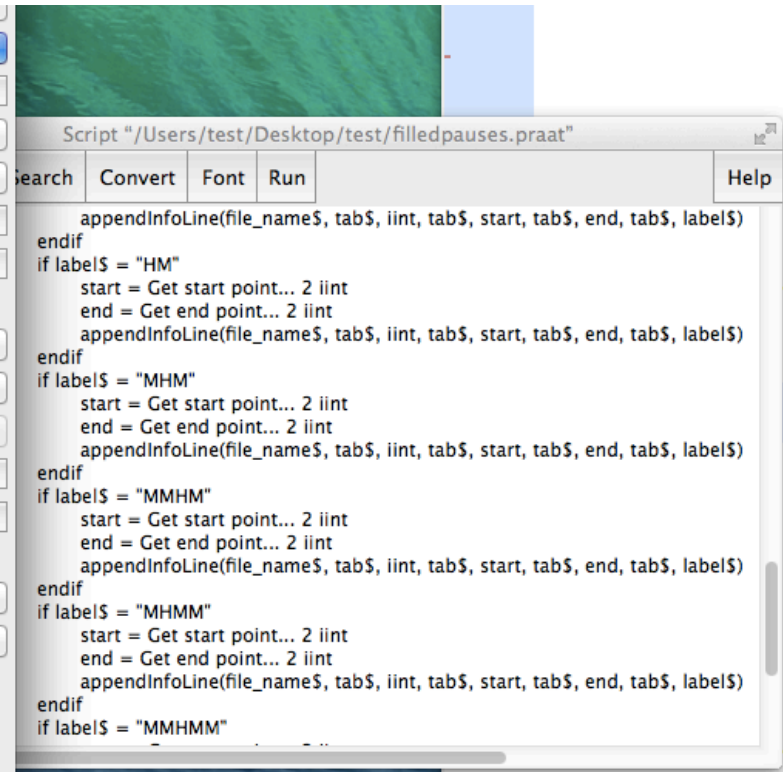 Script "/Users/test/Desktop/test/filledpauses.praat"
Search Convert Font Run Help
appendInfoLine(file_name$, tab$, iint, tab$, start, tab$, end, tab$, label$)
endif
if label$ = "HM"
start = Get start point... 2 iint
end = Get end point... 2 iint
appendInfoLine(file_name$, tab$, iint, tab$, start, tab$, end, tab$, label$)
endif
if label$ = "MHM"
start = Get start point... 2 iint
end = Get end point... 2 iint
appendInfoLine(file_name$, tab$, iint, tab$, start, tab$, end, tab$, label$)
endif
if label$ = "MMHM"
start = Get start point... 2 iint
end = Get end point... 2 iint
appendInfoLine(file_name$, tab$, iint, tab$, start, tab$, end, tab$, label$)
endif
if label$ = "MHMM"
start = Get start point... 2 iint
end = Get end point... 2 iint
appendInfoLine(file_name$, tab$, iint, tab$, start, tab$, end, tab$, label$)
endif
if label$ = "MMHMM"